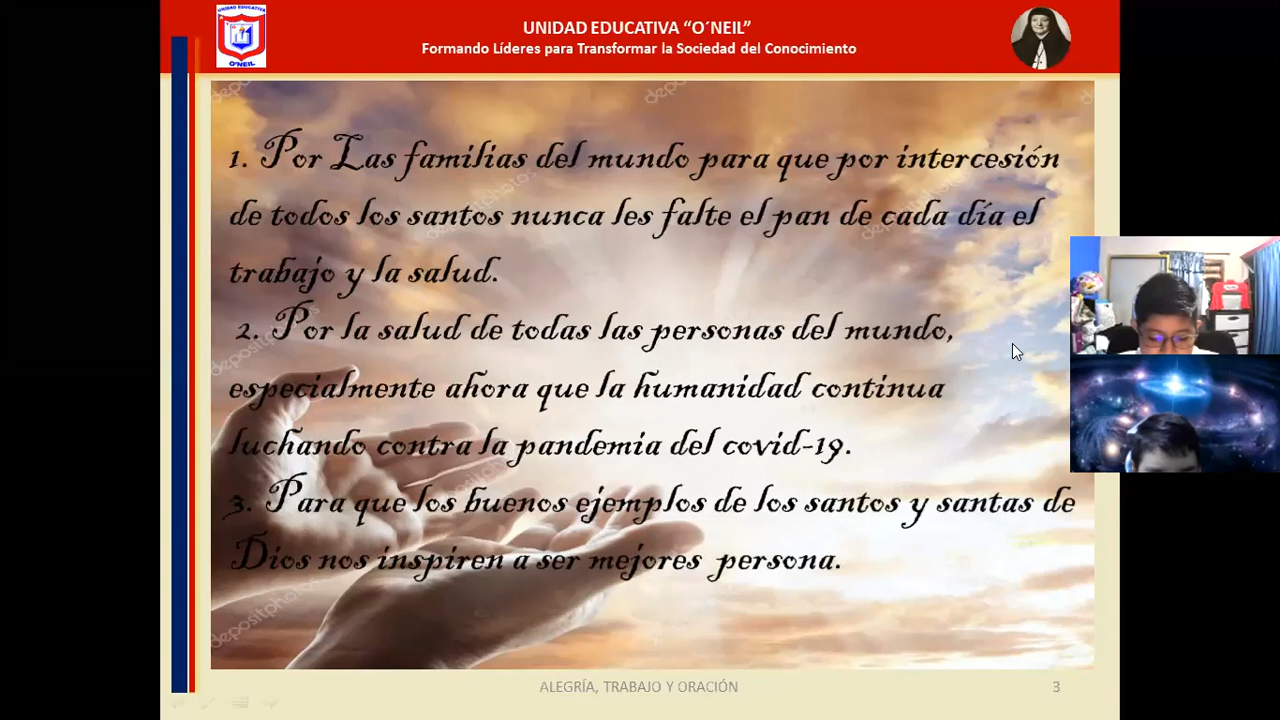 UNIDAD EDUCATIVA
O´NEIL
UNIDAD EDUCATIVA “O´NEIL”
Formando Líderes para Transformar la Sociedad del Conocimiento
1. Por Las familias del mundo para que por intercesión
de todos los santos nunca les falte el pan de cada día el
trabajo y la salud.
2. Por la salud de todas las personas del mundo,
especialmente ahora que la humanidad continua
luchando contra la pandemia del covid-19.
3. Para que los buenos ejemplos de los santos y santas de
Dios nos inspiren a ser mejores persona.
depositphotos
ALEGRÍA, TRABAJO Y ORACIÓN
3